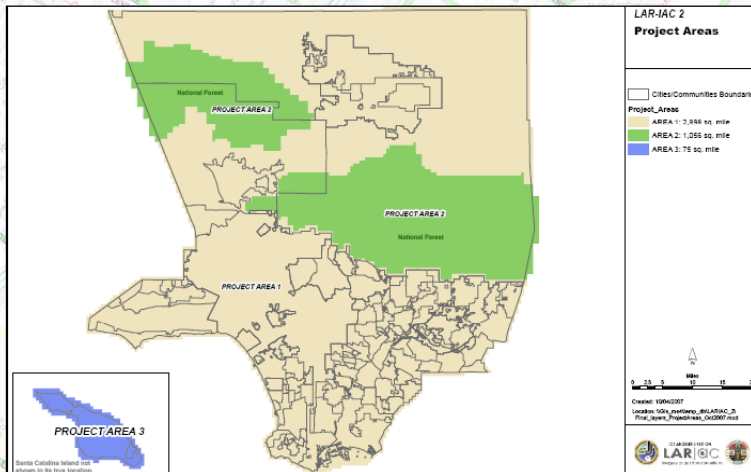 LAR-IAC 2
Project Areas
Cities/Communities Boundarie
Project_Areas
AREA 1: 2,898 sq. mile
AREA 2: 1,056 sq. mile
AREA 3: 75 sq. mile
National Forest
PROJECT AREA 2
PROJECT AREA 2
National Forest
PROJECT AREA 1
PROJECT AREA 3
Santa Catalina Island not
shown in its true location.
N
Miles
0 2.5 5 10 15
Created: 10/04/2007
LARIAC